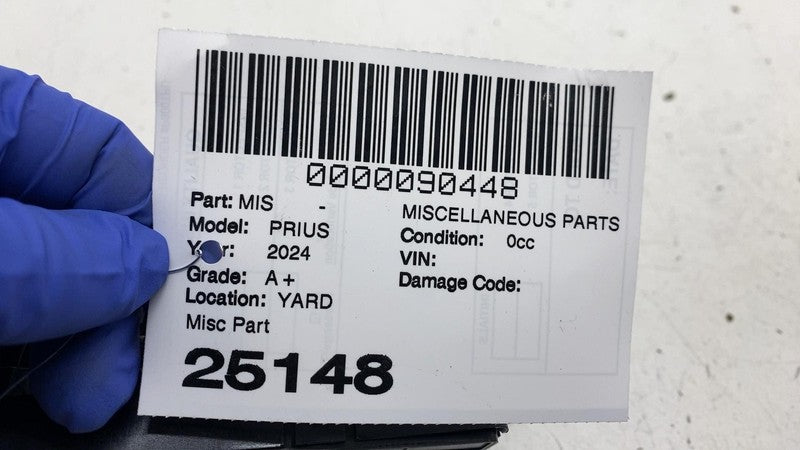 0000090448
Part: MIS - MISCELLANEOUS PARTS
Model: PRIUS Condition: 0cc
Year: 2024 VIN:
Grade: A+ Damage Code:
Location: YARD
Misc Part
25148